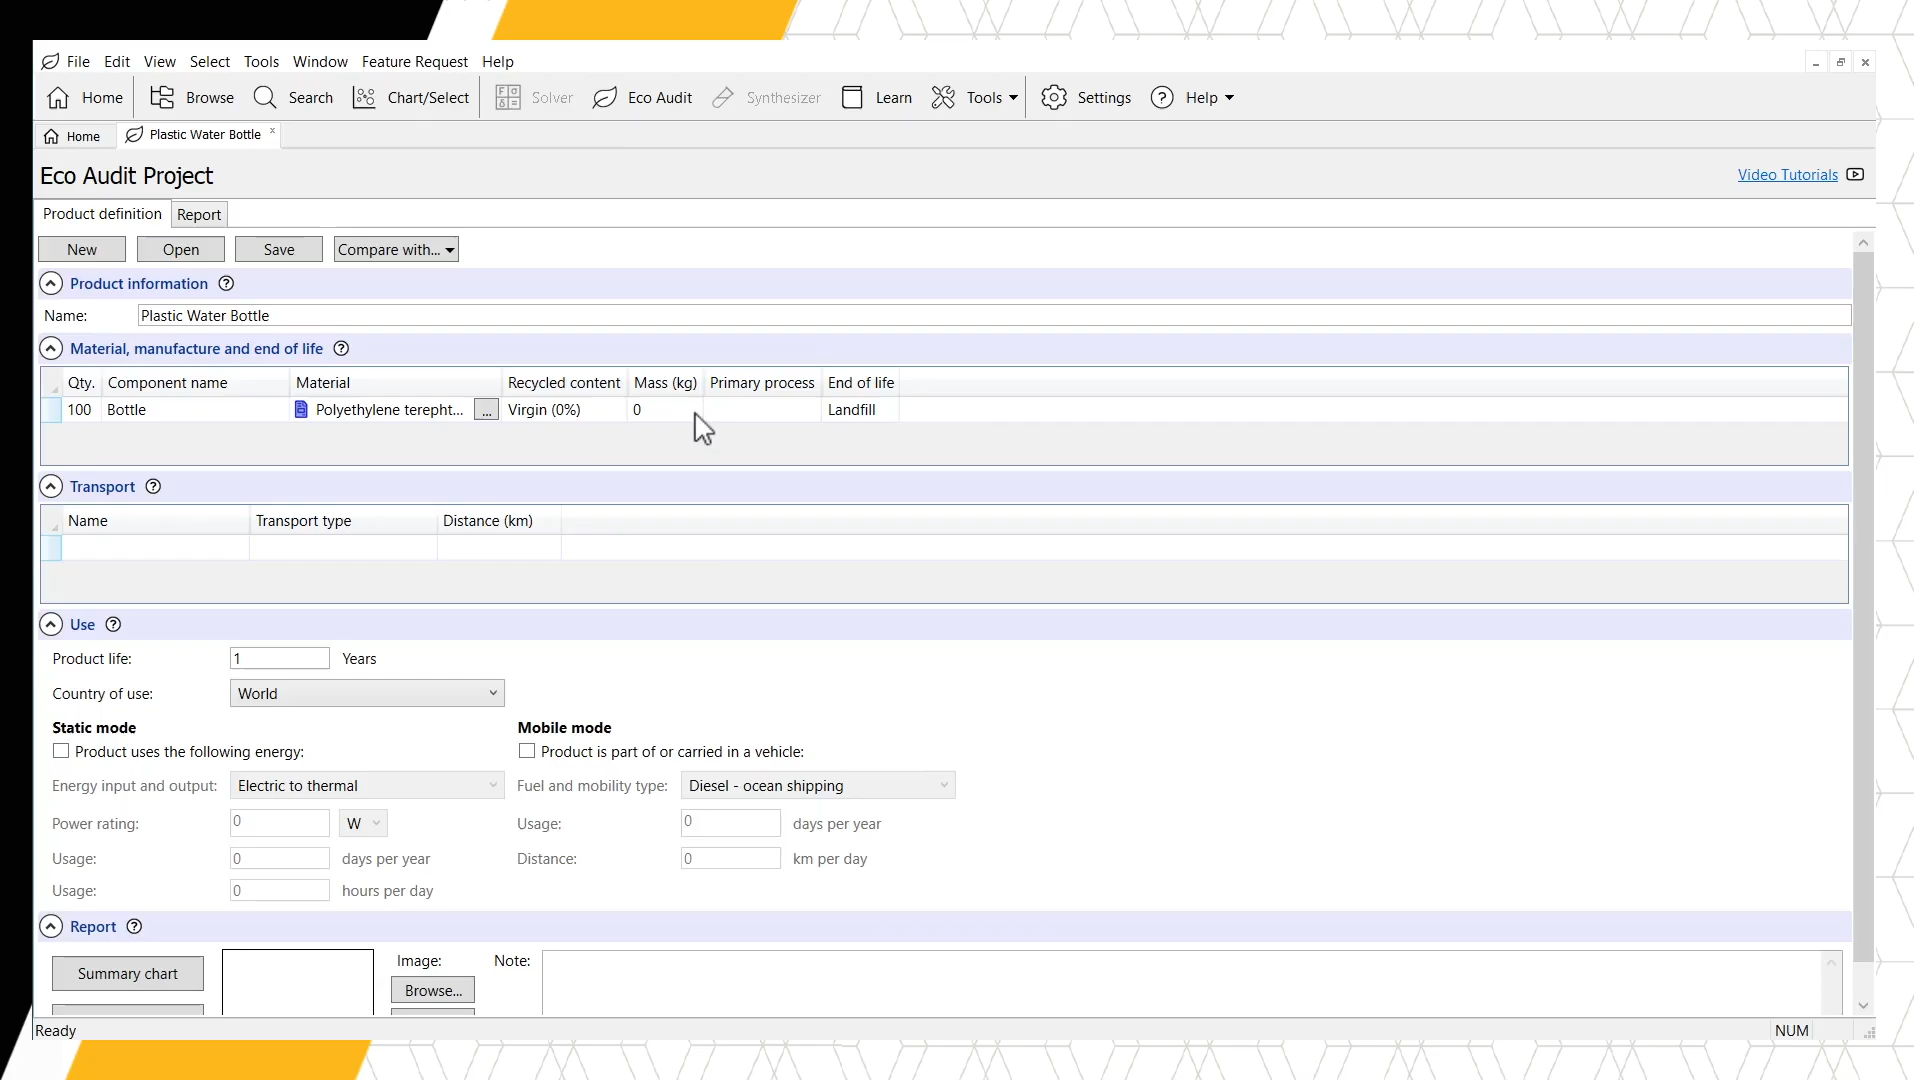 File Edit View Select Tools Window Feature Request Help
Home Browse Search Chart/Select Solver Eco Audit Synthesizer Learn Tools Settings Help
Home Plastic Water Bottle
Eco Audit Project Video Tutorials
Product definition Report
New Open Save Compare with...
Product information
Name: Plastic Water Bottle
Material, manufacture and end of life
Qty. Component name Material Recycled content Mass (kg) Primary process End of life
100 Bottle Polyethylene terepht... ... Virgin (0%) 0 Landfill
Transport
Name Transport type Distance (km)
Use
Product life: 1 Years
Country of use: World
Static mode Mobile mode
Product uses the following energy: Product is part of or carried in a vehicle:
Energy input and output: Electric to thermal Fuel and mobility type: Diesel - ocean shipping
Power rating: 0 W Usage: 0 days per year
Usage: 0 days per year Distance: 0 km per day
Usage: 0 hours per day
Report
Summary chart Image: Note:
Browse...
Ready NUM